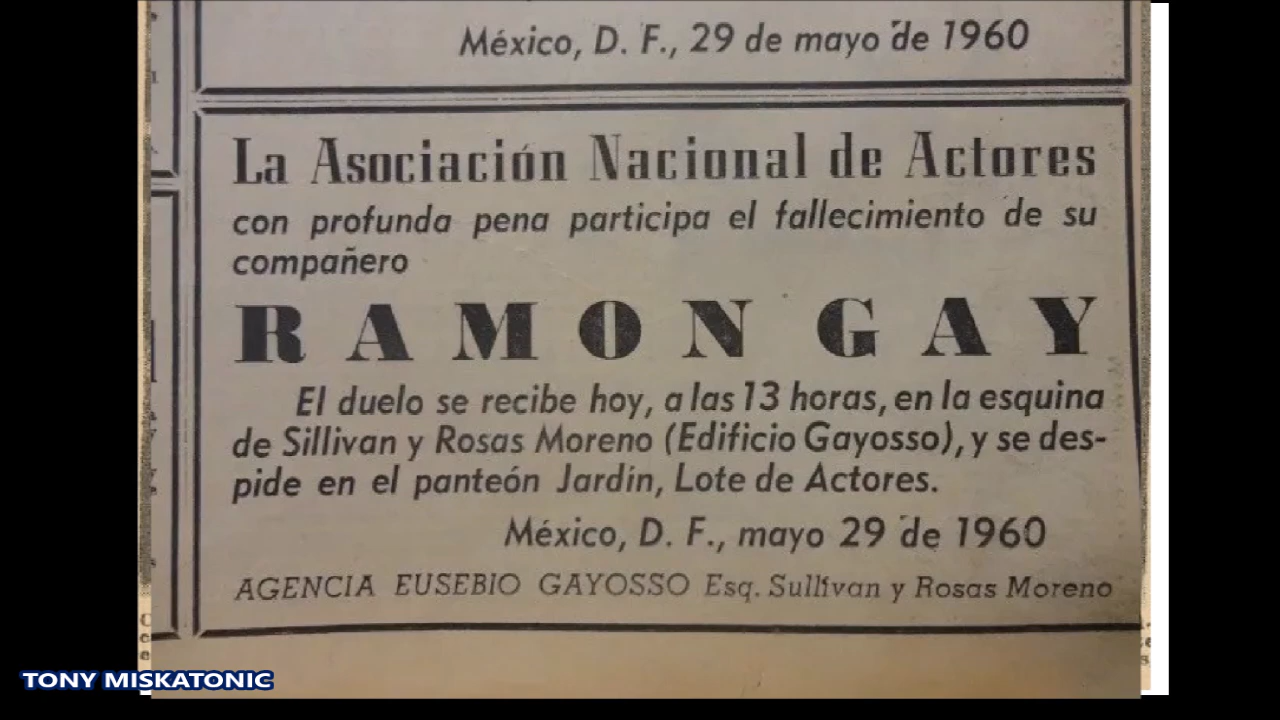 México, D. F., 29 de mayo de 1960
La Asociación Nacional de Actores
con profunda pena participa el fallecimiento de su
compañero
RAMON GAY
El duelo se recibe hoy, a las 13 horas, en la esquina
de Sillivan y Rosas Moreno (Edificio Gayosso), y se des-
pide en el panteón Jardín, Lote de Actores.
México, D. F., mayo 29 de 1960
AGENCIA EUSEBIO GAYOSSO Esq. Sullivan y Rosas Moreno
TONY MISKATONIC